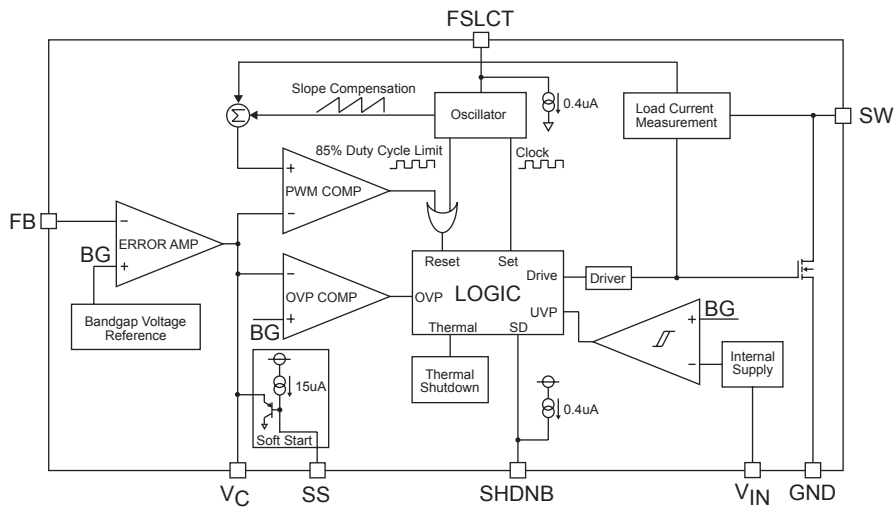 FSLCT
Slope Compensation
Σ
Oscillator
0.4uA
Load Current
Measurement
SW
85% Duty Cycle Limit
Clock
+
PWM COMP
−
FB
−
ERROR AMP
+
BG
Bandgap Voltage
Reference
−
OVP COMP
+
BG
Reset
Set
Drive
LOGIC
OVP
UVP
Thermal
SD
Driver
+
BG
−
Internal
Supply
Thermal
Shutdown
15uA
Soft Start
0.4uA
VC
SS
SHDNB
VIN
GND